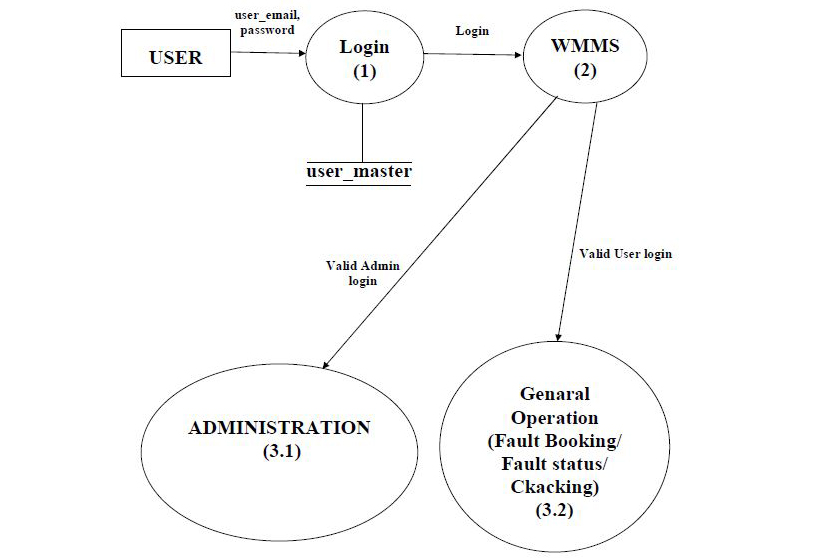 user_email,
password
USER
Login
(1)
Login
WMMS
(2)
user_master
Valid Admin
login
Valid User login
ADMINISTRATION
(3.1)
Genaral
Operation
(Fault Booking/
Fault status/
Ckacking)
(3.2)